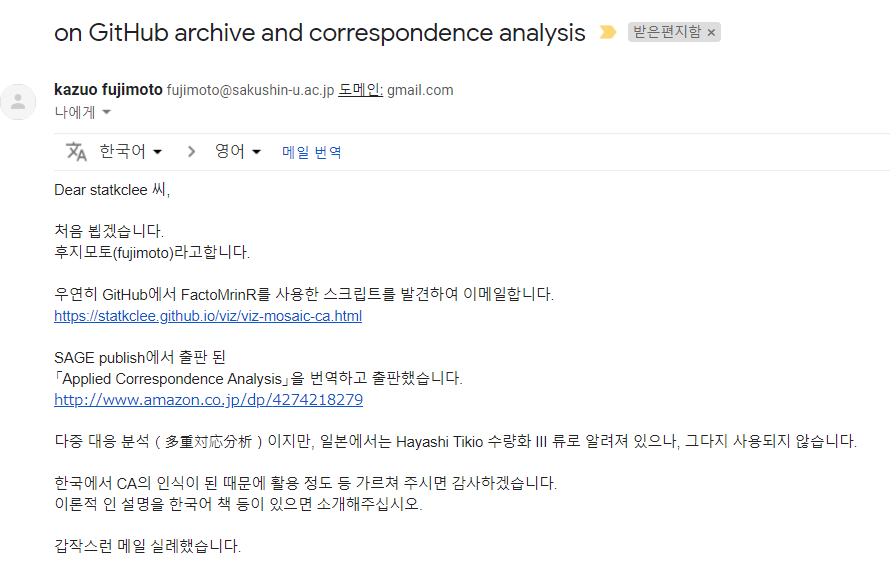 on GitHub archive and correspondence analysis 받은편지함 ×
kazuo fujimoto fujimoto@sakushin-u.ac.jp 도메인: gmail.com
나에게
한국어 > 영어 메일 번역
Dear statkclee 씨,
처음 뵙겠습니다.
후지모토(fujimoto)라고합니다.
우연히 GitHub에서 FactoMrinR를 사용한 스크립트를 발견하여 이메일합니다.
https://statkclee.github.io/viz/viz-mosaic-ca.html
SAGE publish에서 출판 된
「Applied Correspondence Analysis」을 번역하고 출판했습니다.
http://www.amazon.co.jp/dp/4274218279
다중 대응 분석 ( 多重対応分析 ) 이지만, 일본에서는 Hayashi Tikio 수량화 III 류로 알려져 있으나, 그다지 사용되지 않습니다.
한국에서 CA의 인식이 된 때문에 활용 정도 등 가르쳐 주시면 감사하겠습니다.
이론적 인 설명을 한국어 책 등이 있으면 소개해주십시오.
갑작스런 메일 실례했습니다.